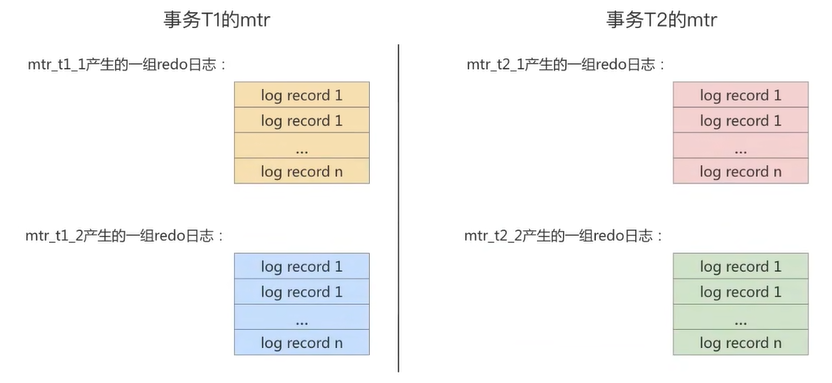 事务T1的mtr
mtr_t1_1产生的一组redo日志：
log record 1
log record 1
...
log record n
mtr_t1_2产生的一组redo日志：
log record 1
log record 1
...
log record n
事务T2的mtr
mtr_t2_1产生的一组redo日志：
log record 1
log record 1
...
log record n
mtr_t2_2产生的一组redo日志：
log record 1
log record 1
...
log record n